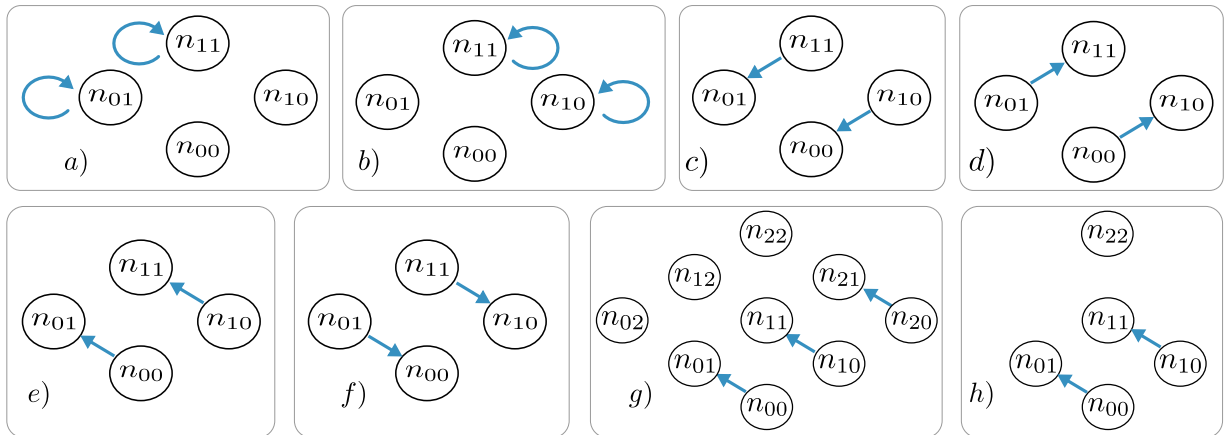 n₁₁
n₀₁
n₁₀
n₀₀
a)
n₁₁
n₀₁
n₁₀
n₀₀
b)
n₁₁
n₀₁
n₁₀
n₀₀
c)
n₁₁
n₀₁
n₁₀
n₀₀
d)
n₁₁
n₀₁
n₁₀
n₀₀
e)
n₁₁
n₀₁
n₁₀
n₀₀
f)
n₂₂
n₁₂
n₂₁
n₀₂
n₁₁
n₂₀
n₀₁
n₁₀
n₀₀
g)
n₂₂
n₁₁
n₀₁
n₁₀
n₀₀
h)